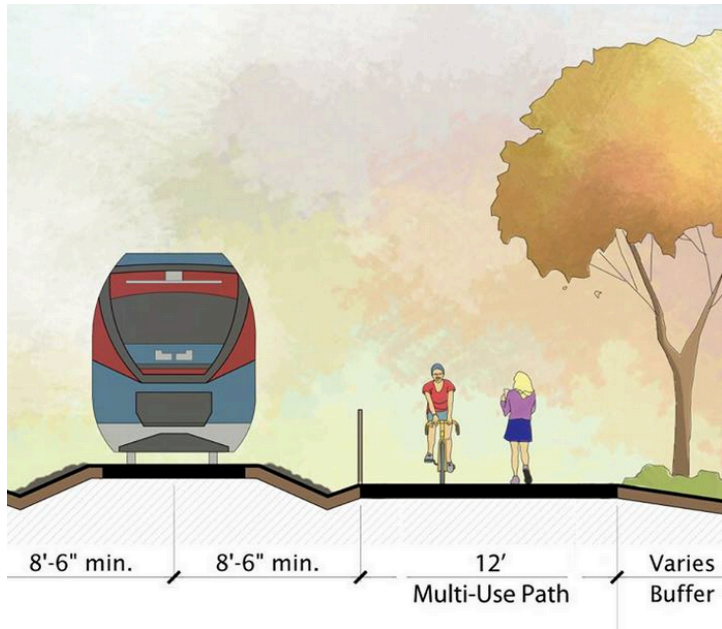 8'-6" min.
8'-6" min.
12'
Multi-Use Path
Varies
Buffer